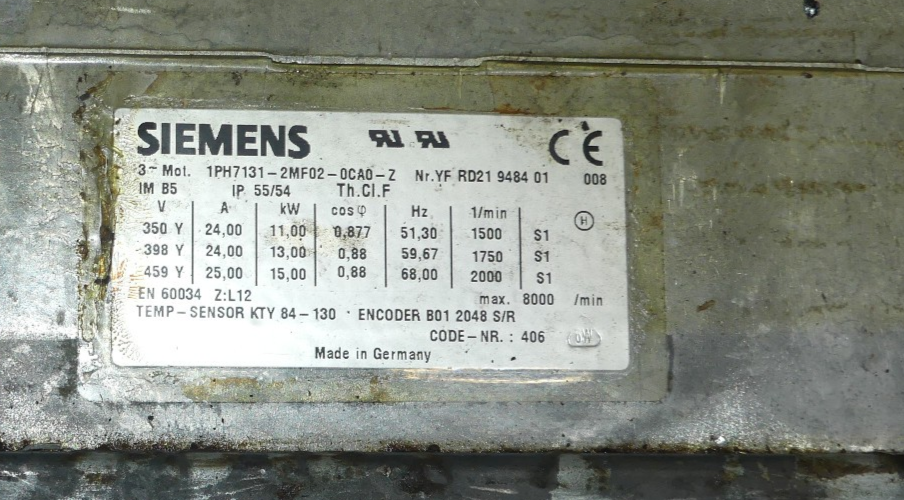 SIEMENS
3~ Mot. 1PH7131-2MF02-0CA0-Z Nr.YF RD21 9484 01 008
IM B5 IP 55/54 Th.Cl.F
V A kW cosφ Hz 1/min
350 Y 24,00 11,00 0,877 51,30 1500 S1
398 Y 24,00 13,00 0,88 59,67 1750 S1
459 Y 25,00 15,00 0,88 68,00 2000 S1
H
EN 60034 Z:L12 max. 8000 /min
TEMP-SENSOR KTY 84-130 · ENCODER B01 2048 S/R
CODE-NR. : 406
Made in Germany